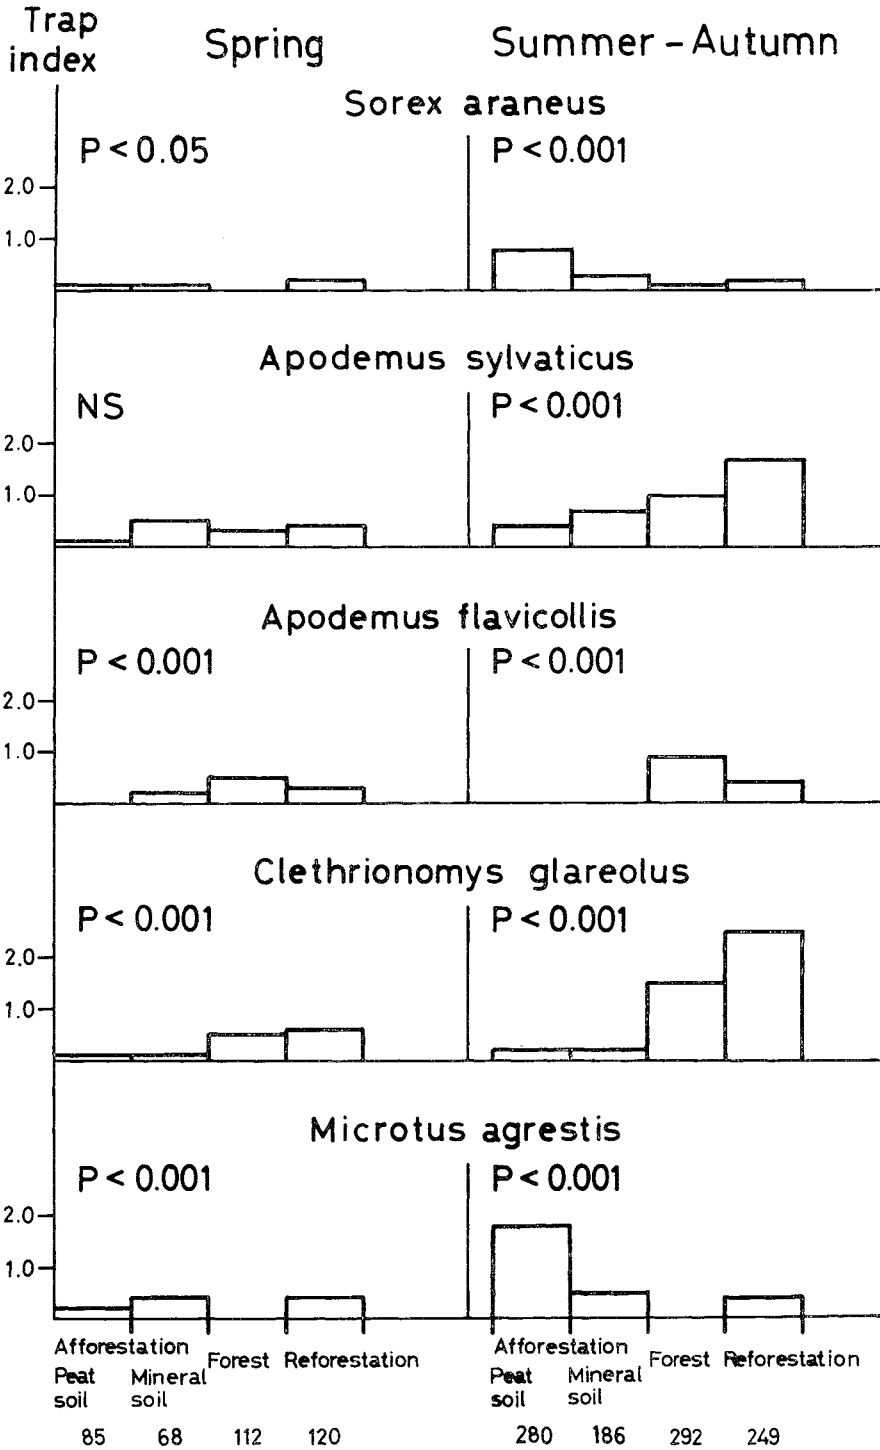 Trap
index
Spring
Summer - Autumn
Sorex araneus
P < 0.05
P < 0.001
2.0
1.0
Apodemus sylvaticus
NS
P < 0.001
2.0
1.0
Apodemus flavicollis
P < 0.001
P < 0.001
2.0
1.0
Clethrionomys glareolus
P < 0.001
P < 0.001
2.0
1.0
Microtus agrestis
P < 0.001
P < 0.001
2.0
1.0
Afforestation
Peat
soil
Mineral
soil
Forest
Reforestation
Afforestation
Peat
soil
Mineral
soil
Forest
Reforestation
85 68 112 120 280 186 292 249